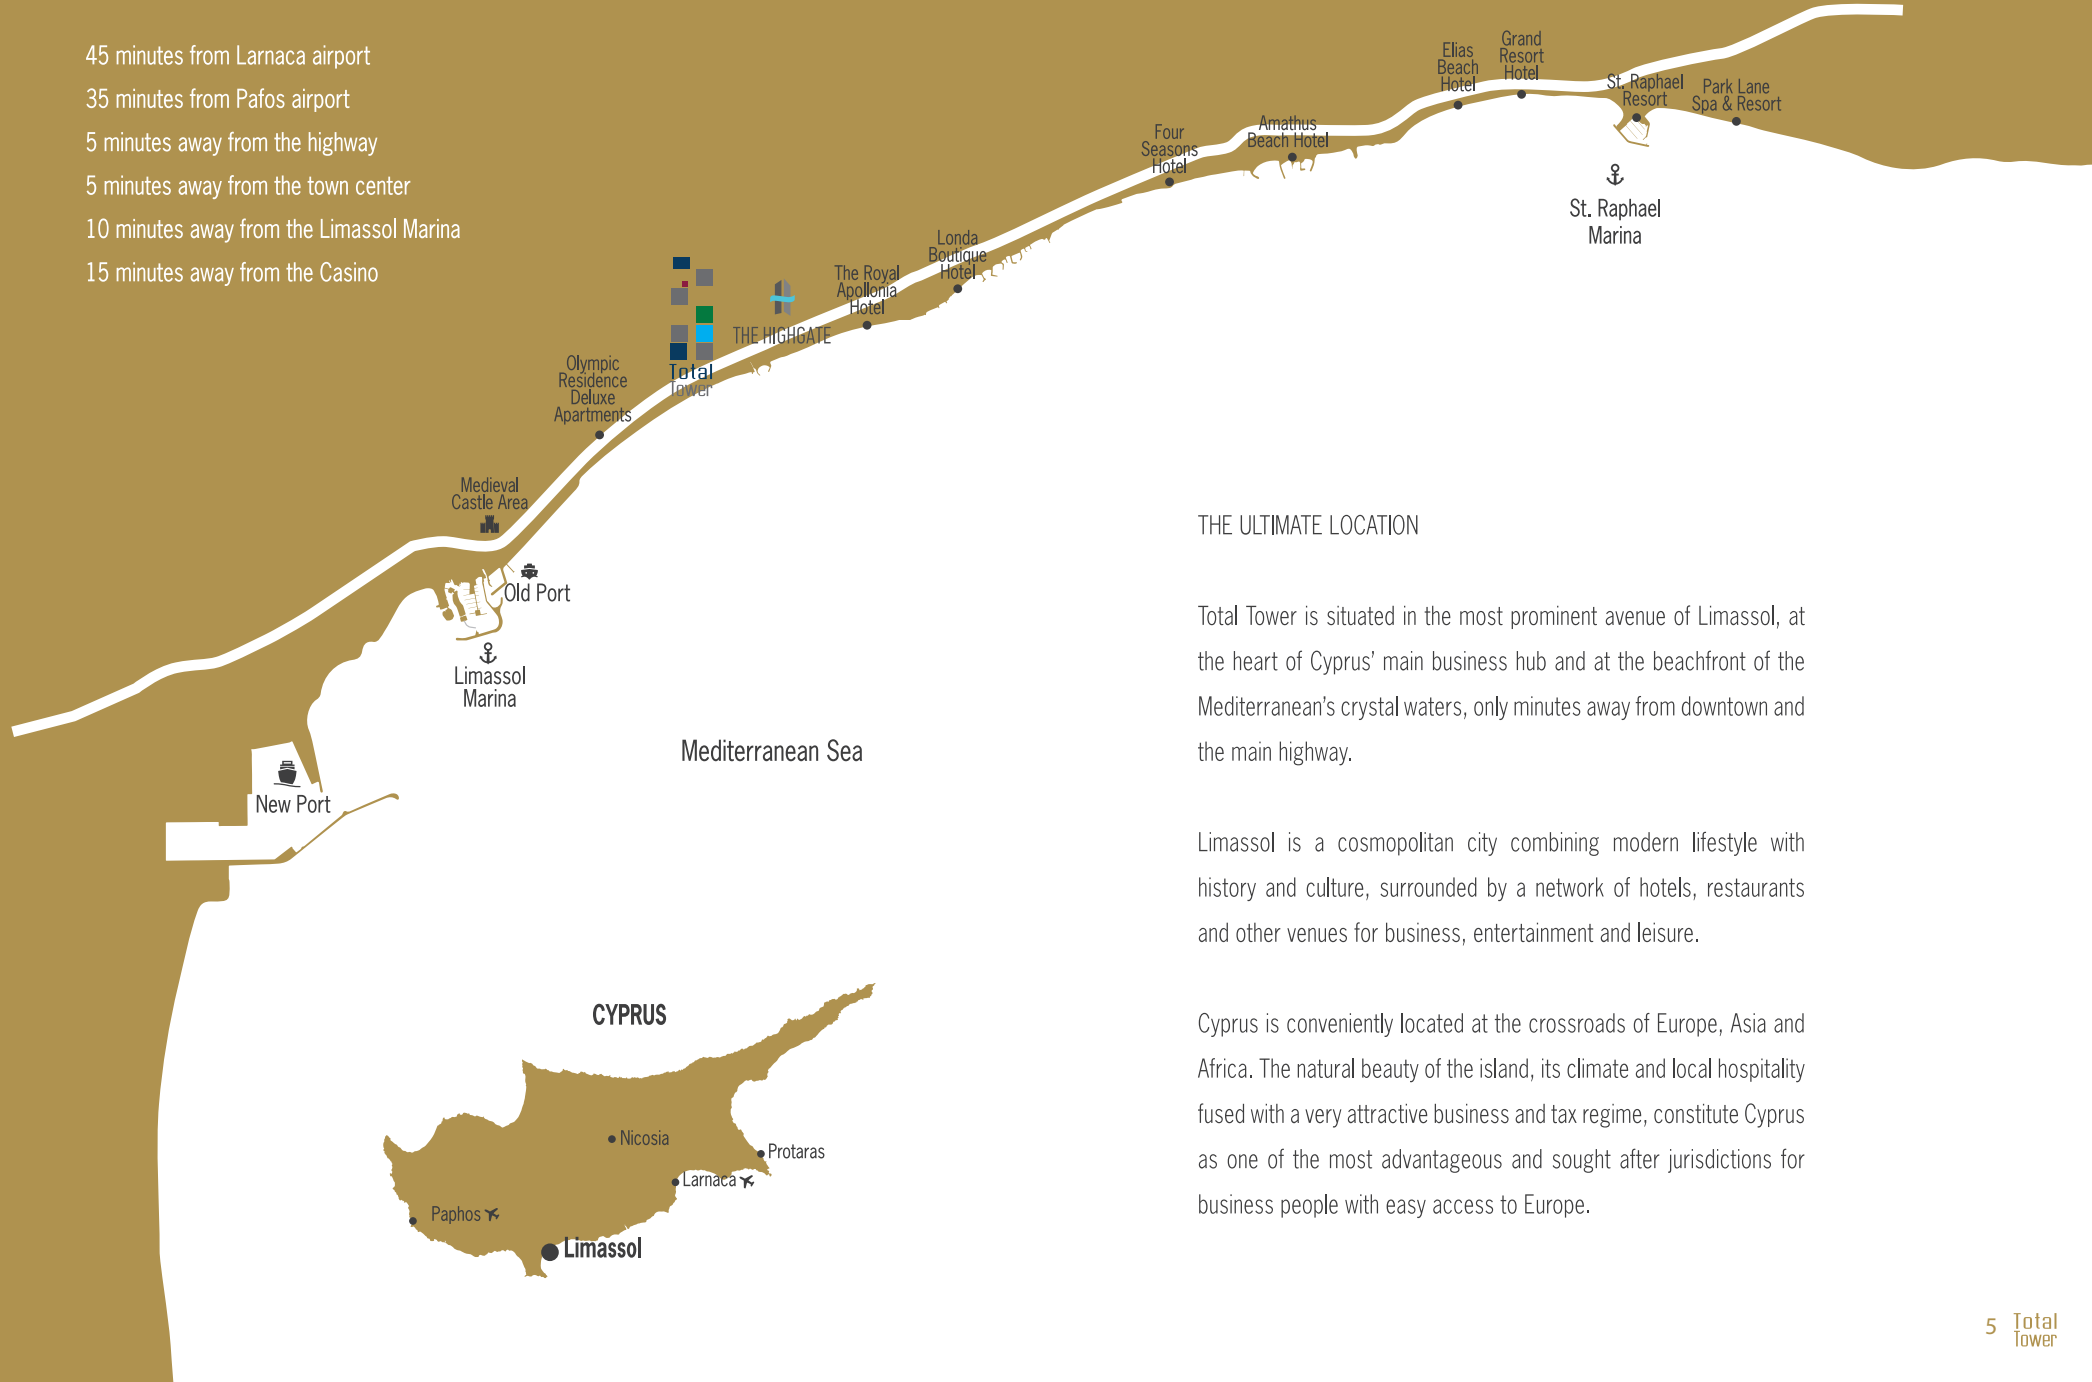 45 minutes from Larnaca airport
35 minutes from Pafos airport
5 minutes away from the highway
5 minutes away from the town center
10 minutes away from the Limassol Marina
15 minutes away from the Casino
Elias
Beach
Hotel
Grand
Resort
Hotel
St. Raphael
Resort
Park Lane
Spa & Resort
Four
Seasons
Hotel
Amathus
Beach Hotel
St. Raphael
Marina
Londa
Boutique
Hotel
The Royal
Apollonia
Hotel
THE HIGHGATE
Total
Tower
Olympic
Residence
Deluxe
Apartments
Medieval
Castle Area
Old Port
Limassol
Marina
New Port
Mediterranean Sea
THE ULTIMATE LOCATION
Total Tower is situated in the most prominent avenue of Limassol, at
the heart of Cyprus’ main business hub and at the beachfront of the
Mediterranean’s crystal waters, only minutes away from downtown and
the main highway.
Limassol is a cosmopolitan city combining modern lifestyle with
history and culture, surrounded by a network of hotels, restaurants
and other venues for business, entertainment and leisure.
Cyprus is conveniently located at the crossroads of Europe, Asia and
Africa. The natural beauty of the island, its climate and local hospitality
fused with a very attractive business and tax regime, constitute Cyprus
as one of the most advantageous and sought after jurisdictions for
business people with easy access to Europe.
CYPRUS
Nicosia
Protaras
Larnaca
Paphos
Limassol
5
Total
Tower